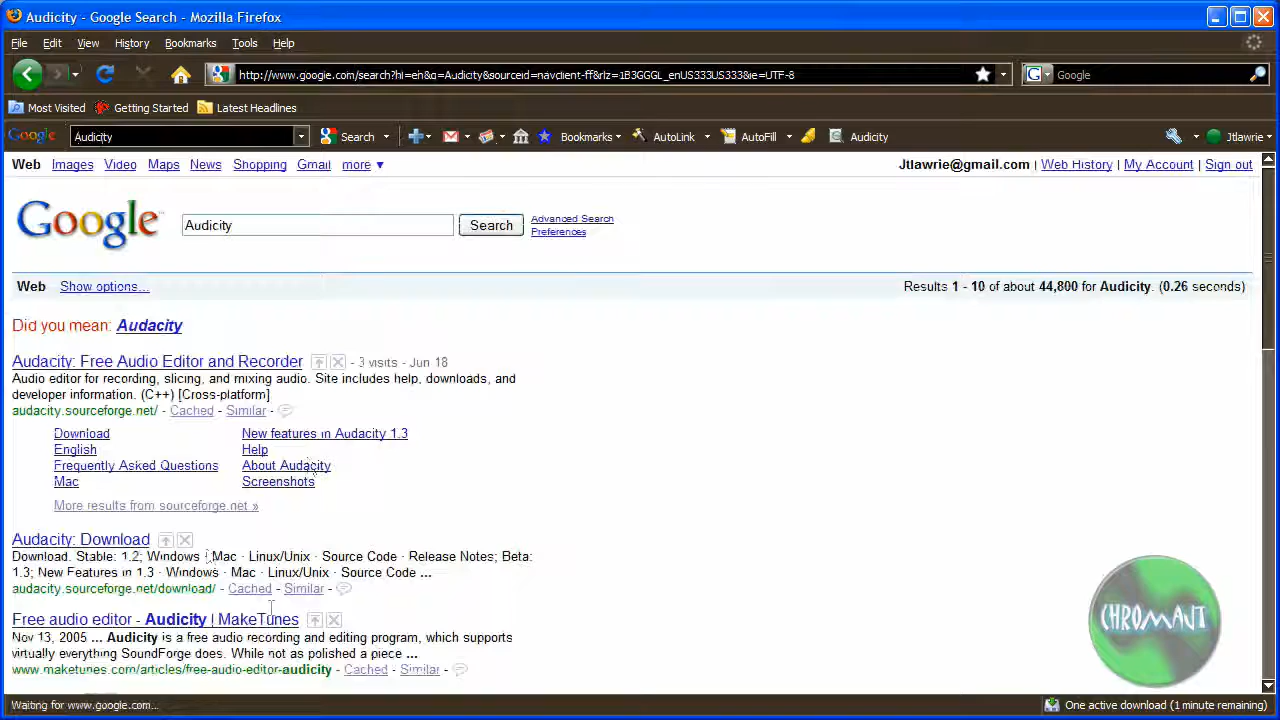 Audicity - Google Search - Mozilla Firefox
File Edit View History Bookmarks Tools Help
http://www.google.com/search?hl=en&q=Audicity&sourceid=navclient-ff&rlz=1B3GGGL_enUS333US333&ie=UTF-8
Google
Most Visited Getting Started Latest Headlines
Google Audicity Search Bookmarks AutoLink AutoFill Audicity Jtlawrie
Web Images Video Maps News Shopping Gmail more ▼ Jtlawrie@gmail.com | Web History | My Account | Sign out
Google Audicity Search Advanced Search
Preferences
Web Show options... Results 1 - 10 of about 44,800 for Audicity. (0.26 seconds)
Did you mean: Audacity
Audacity: Free Audio Editor and Recorder - 3 visits - Jun 18
Audio editor for recording, slicing, and mixing audio. Site includes help, downloads, and
developer information. (C++) [Cross-platform]
audacity.sourceforge.net/ - Cached - Similar -
Download New features in Audacity 1.3
English Help
Frequently Asked Questions About Audacity
Mac Screenshots
More results from sourceforge.net »
Audacity: Download
Download. Stable: 1.2; Windows · Mac · Linux/Unix · Source Code · Release Notes; Beta:
1.3; New Features in 1.3 · Windows · Mac · Linux/Unix · Source Code ...
audacity.sourceforge.net/download/ - Cached - Similar -
Free audio editor - Audicity | MakeTunes
Nov 13, 2005 ... Audicity is a free audio recording and editing program, which supports
virtually everything SoundForge does. While not as polished a piece ...
www.maketunes.com/articles/free-audio-editor-audicity - Cached - Similar -
CHROMANT
Waiting for www.google.com... One active download (1 minute remaining)